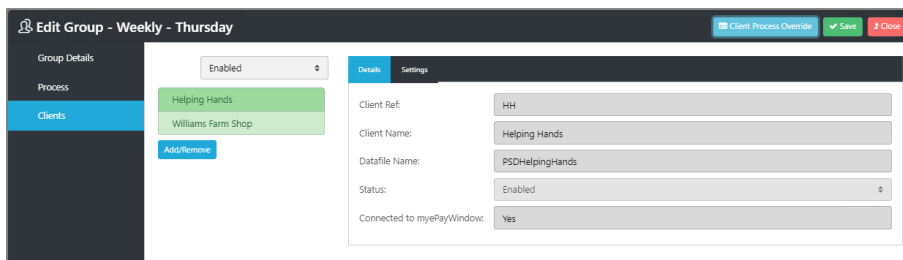 Edit Group - Weekly - Thursday
Client Process Override
Save
Close
Group Details
Process
Clients
Enabled
Helping Hands
Williams Farm Shop
Add/Remove
Details Settings
Client Ref: HH
Client Name: Helping Hands
Datafile Name: PSDHelpingHands
Status: Enabled
Connected to myePayWindow: Yes